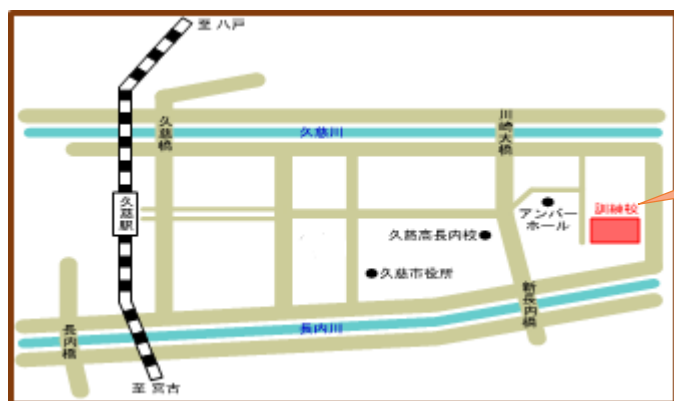 至 八戸
久慈橋
久慈川
川崎大橋
久慈駅
アンバー
ホール
訓練校
久慈高長内校
久慈市役所
新長内橋
長内川
長内橋
至 宮古